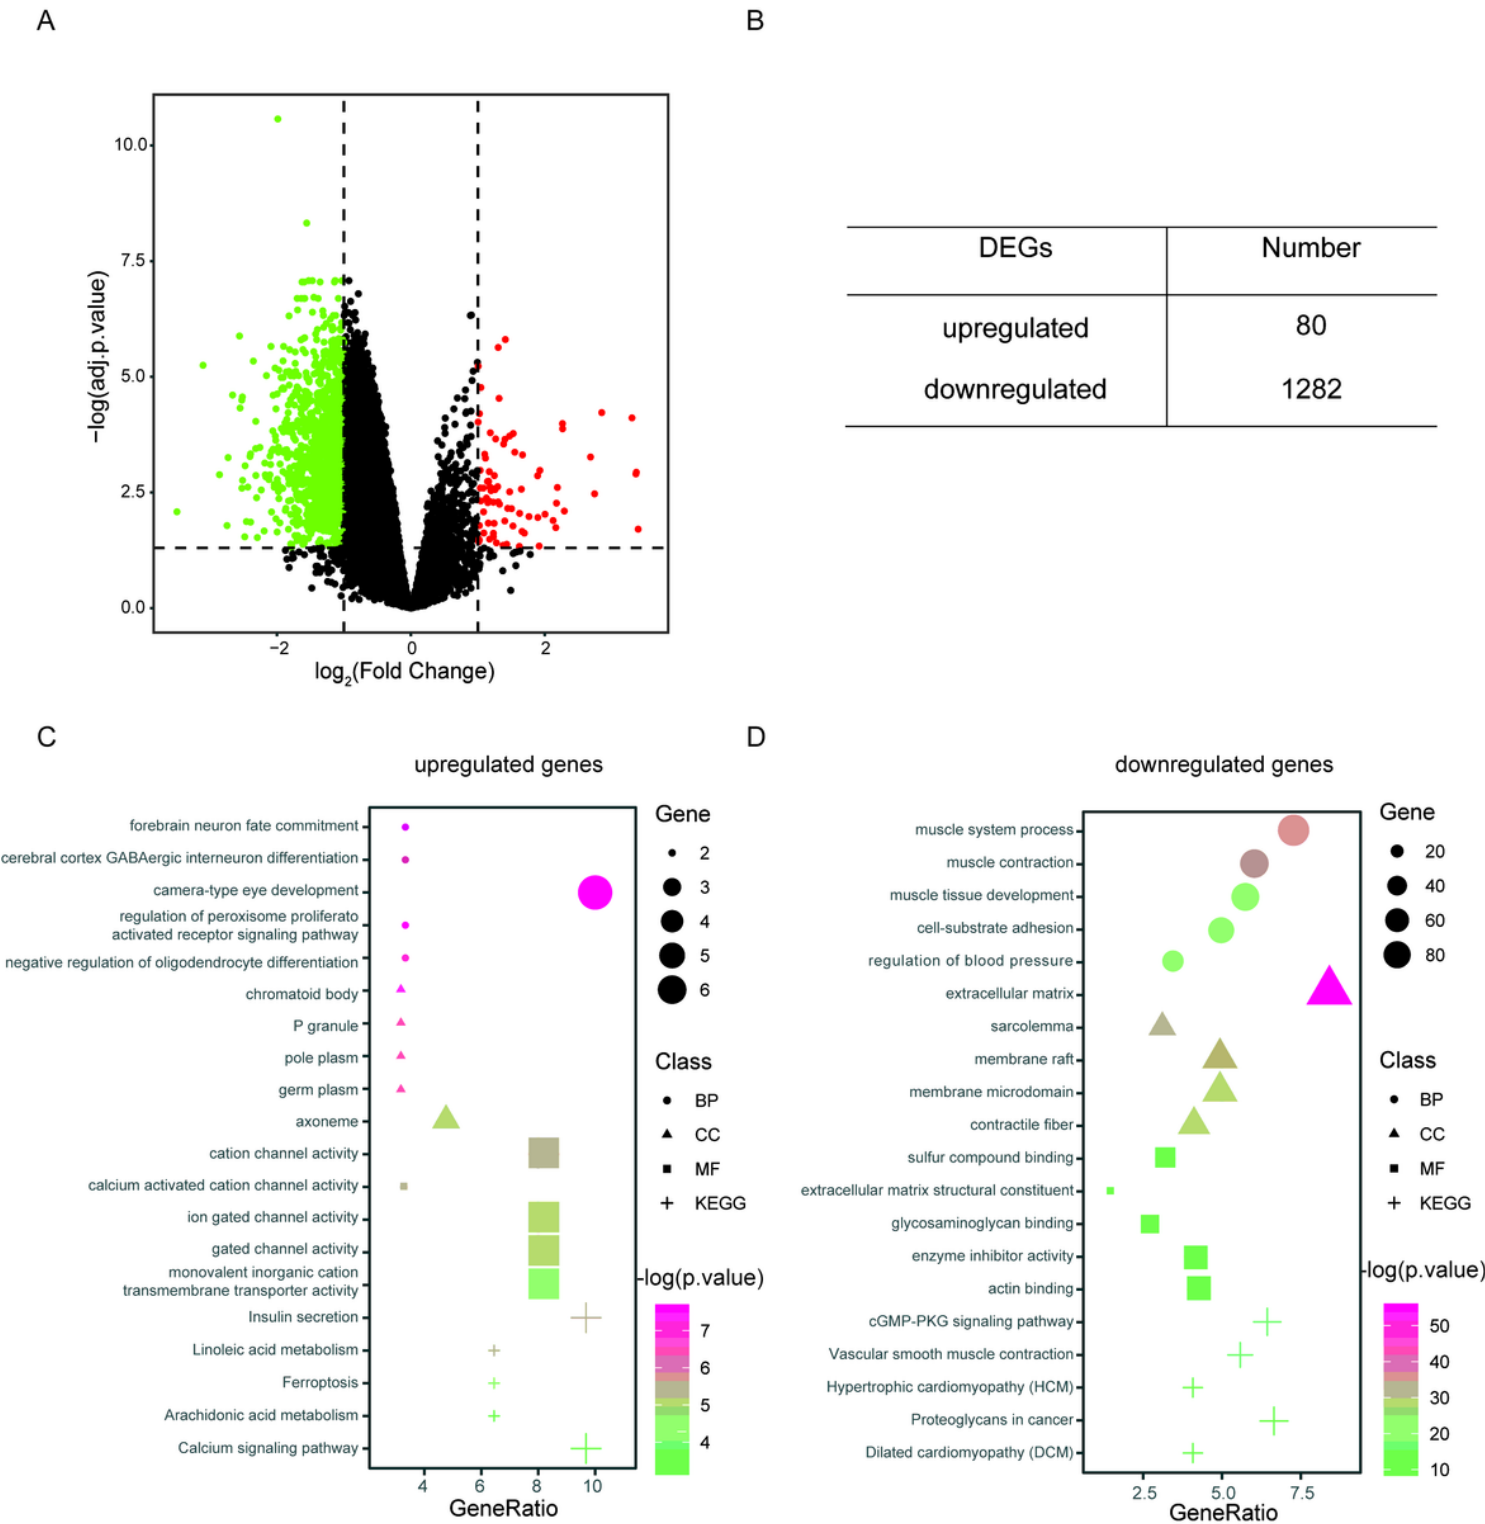 A
B
10.0
7.5
5.0
2.5
0.0
−log(adj.p.value)
−2
0
2
log2(Fold Change)
DEGs
Number
upregulated
80
downregulated
1282
C
upregulated genes
forebrain neuron fate commitment
cerebral cortex GABAergic interneuron differentiation
camera-type eye development
regulation of peroxisome proliferato
activated receptor signaling pathway
negative regulation of oligodendrocyte differentiation
chromatoid body
P granule
pole plasm
germ plasm
axoneme
cation channel activity
calcium activated cation channel activity
ion gated channel activity
gated channel activity
monovalent inorganic cation
transmembrane transporter activity
Insulin secretion
Linoleic acid metabolism
Ferroptosis
Arachidonic acid metabolism
Calcium signaling pathway
4
6
8
10
GeneRatio
Gene
2
3
4
5
6
Class
BP
CC
MF
KEGG
-log(p.value)
7
6
5
4
D
downregulated genes
muscle system process
muscle contraction
muscle tissue development
cell-substrate adhesion
regulation of blood pressure
extracellular matrix
sarcolemma
membrane raft
membrane microdomain
contractile fiber
sulfur compound binding
extracellular matrix structural constituent
glycosaminoglycan binding
enzyme inhibitor activity
actin binding
cGMP-PKG signaling pathway
Vascular smooth muscle contraction
Hypertrophic cardiomyopathy (HCM)
Proteoglycans in cancer
Dilated cardiomyopathy (DCM)
2.5
5.0
7.5
GeneRatio
Gene
20
40
60
80
Class
BP
CC
MF
KEGG
-log(p.value)
50
40
30
20
10